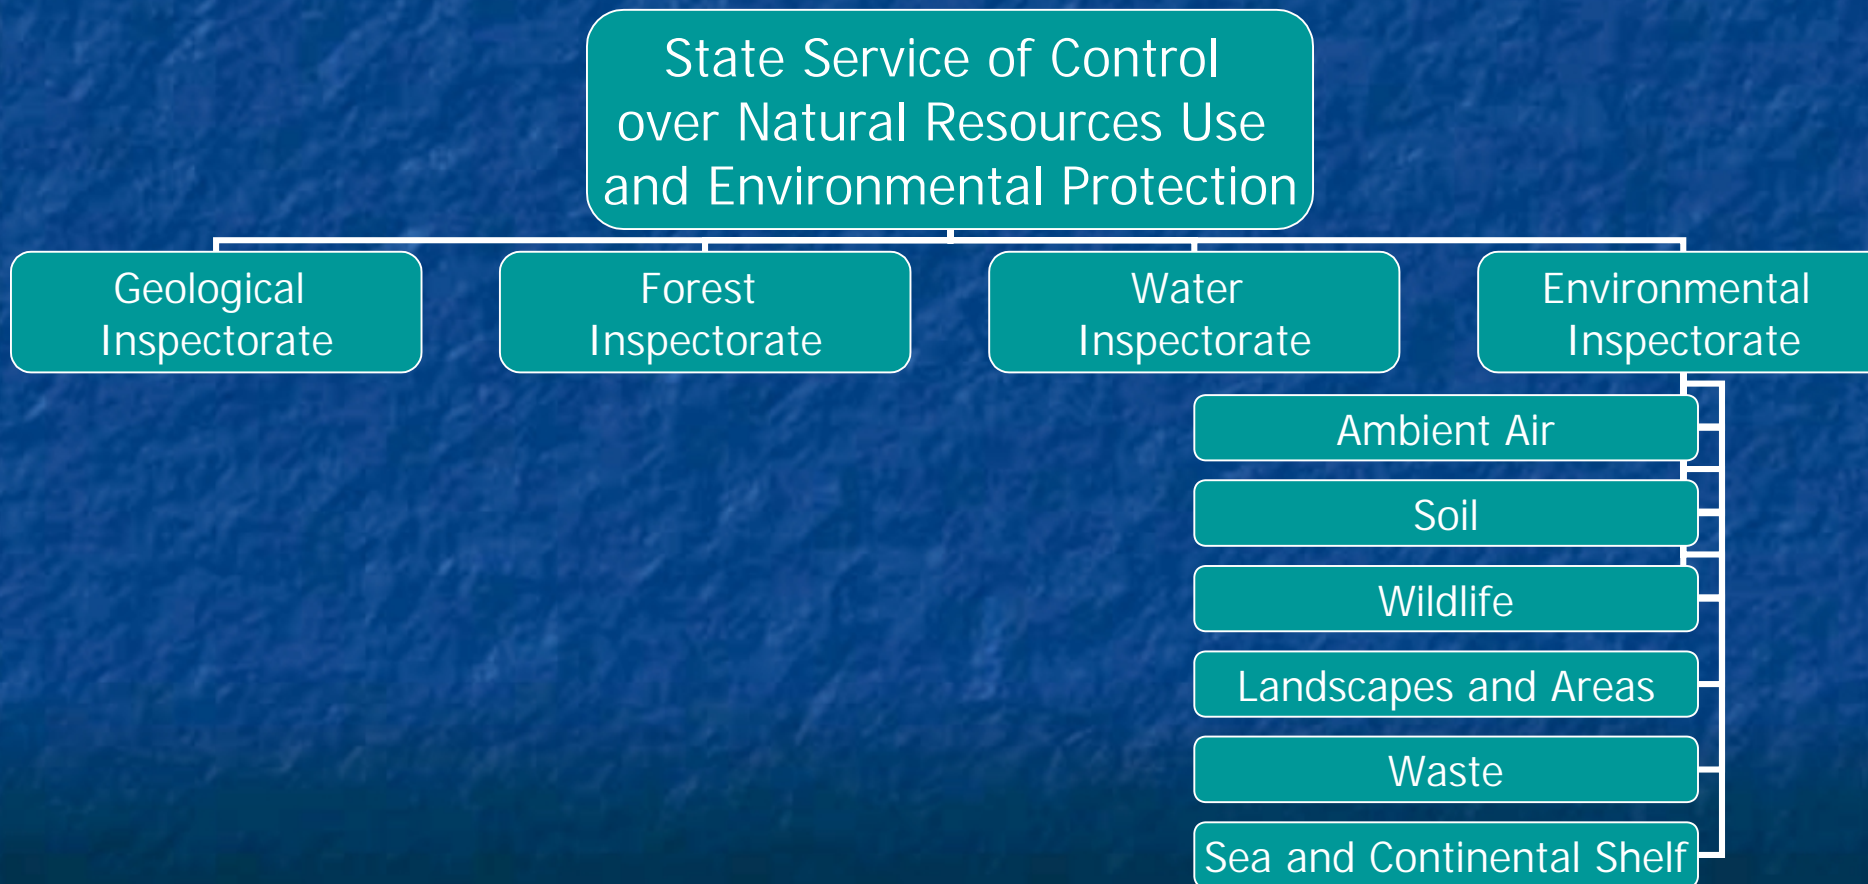 State Service of Control
over Natural Resources Use
and Environmental Protection
Geological
Inspectorate
Forest
Inspectorate
Water
Inspectorate
Environmental
Inspectorate
Ambient Air
Soil
Wildlife
Landscapes and Areas
Waste
Sea and Continental Shelf